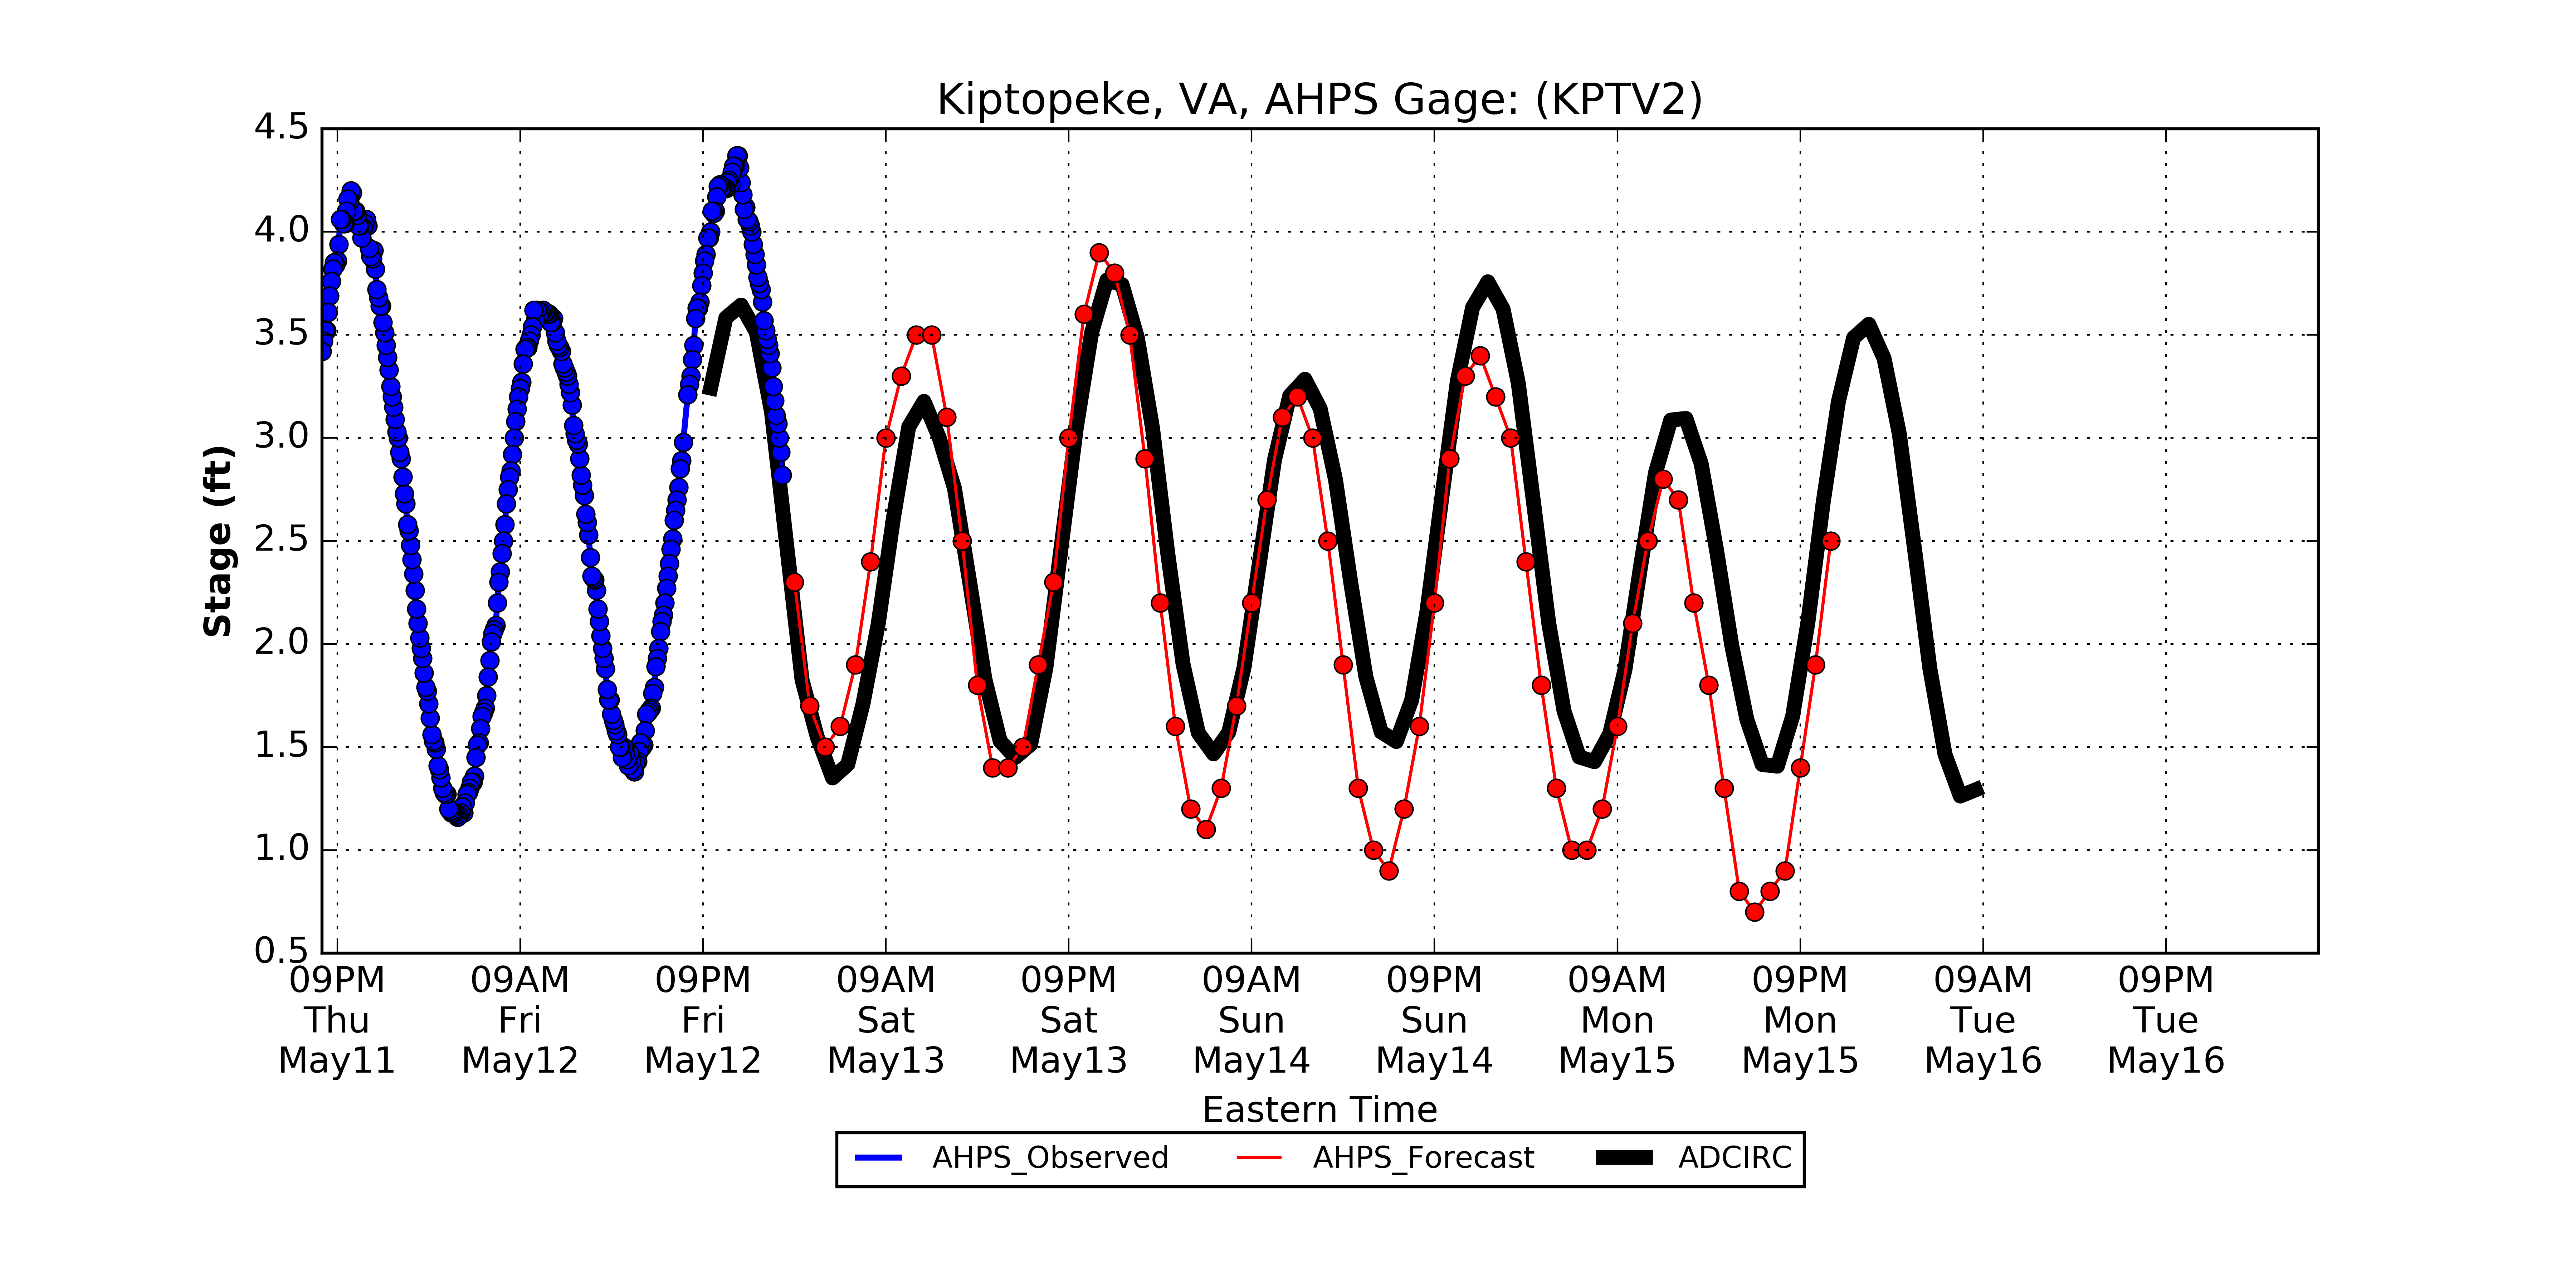 Kiptopeke, VA, AHPS Gage: (KPTV2)
4.5
4.0
3.5
3.0
2.5
2.0
1.5
1.0
0.5
Stage (ft)
09PM 09AM 09PM 09AM 09PM 09AM 09PM 09AM 09PM 09AM 09PM
Thu Fri Fri Sat Sat Sun Sun Mon Mon Tue Tue
May11 May12 May12 May13 May13 May14 May14 May15 May15 May16 May16
Eastern Time
AHPS_Observed AHPS_Forecast ADCIRC